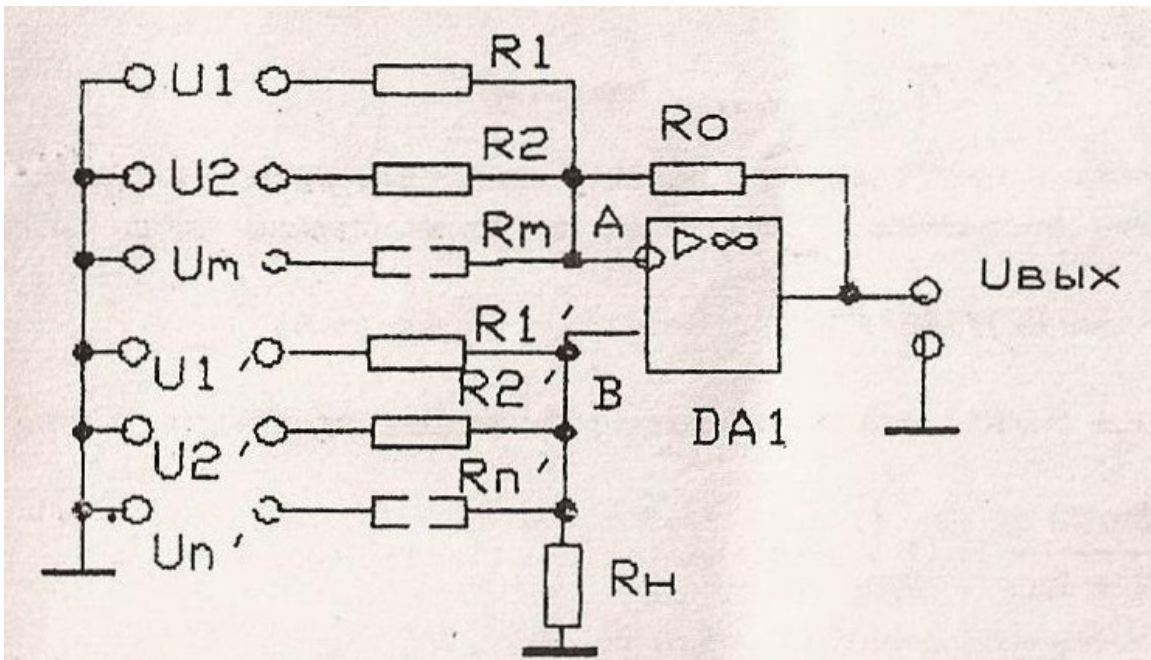 U1
R1
U2
R2
Ro
Um
Rm
A
▷∞
Uвых
U1′
R1′
B
U2′
R2′
DA1
Un′
Rn′
Rн